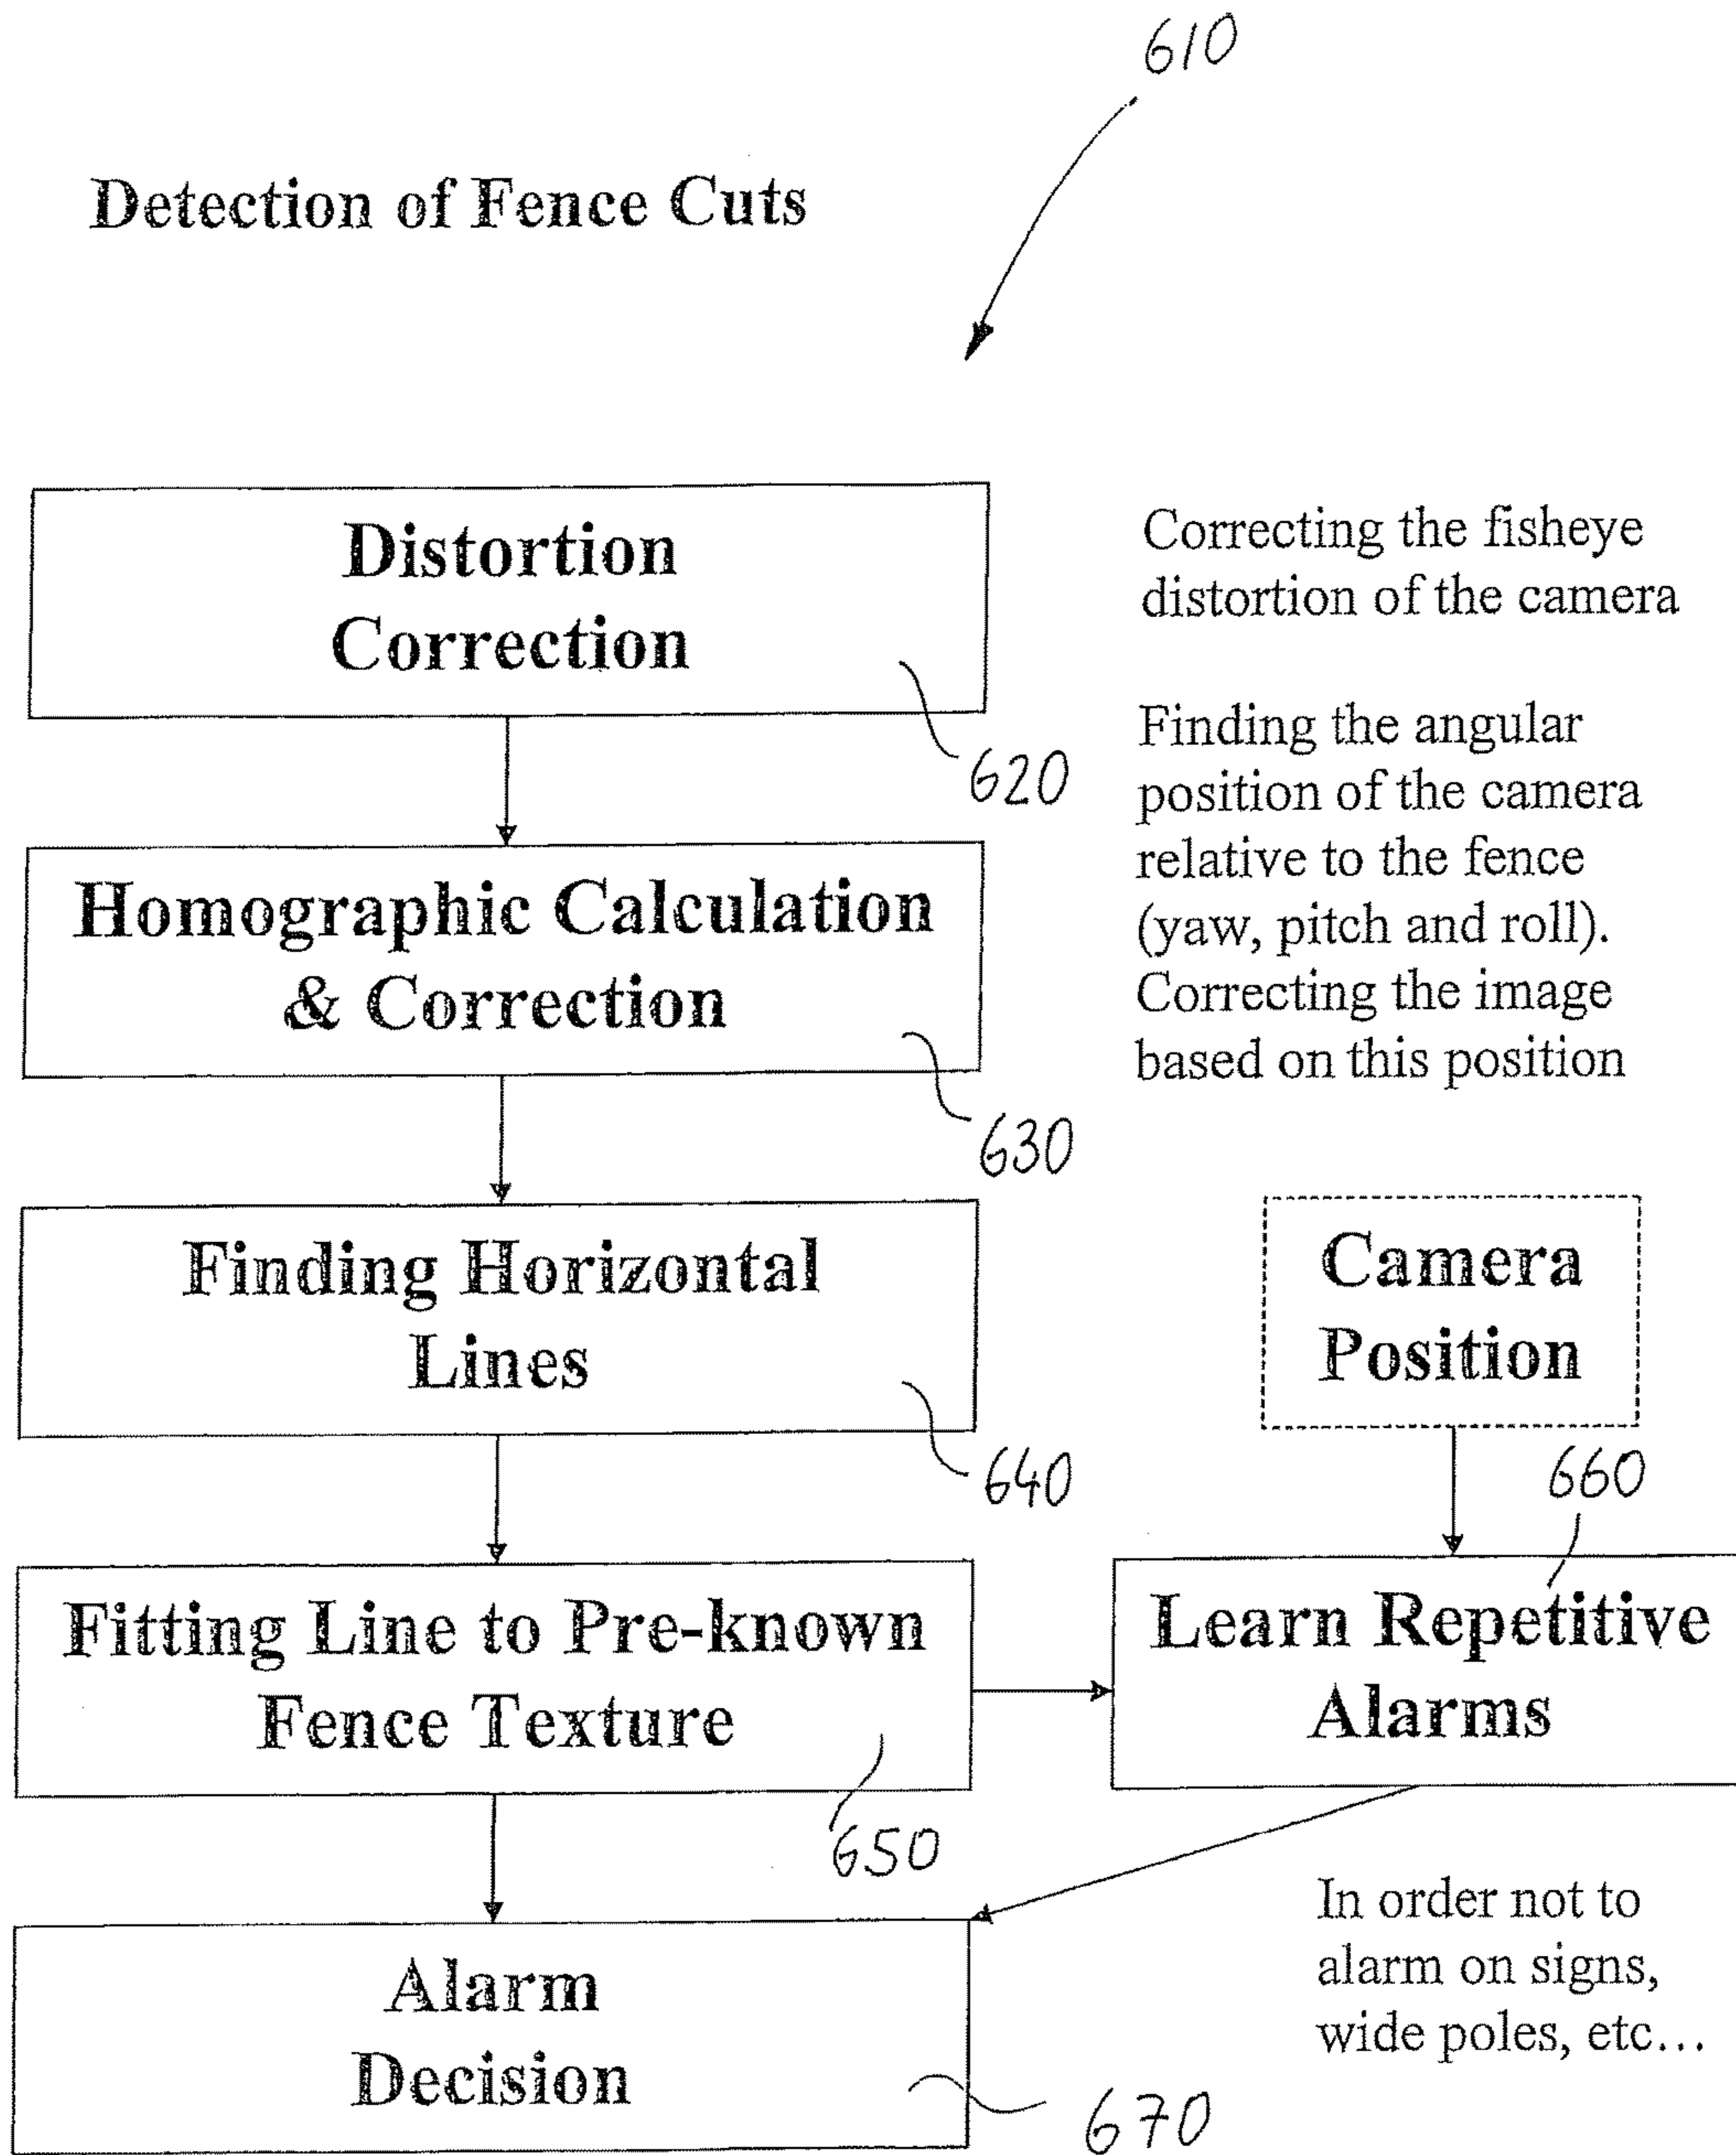 610
Detection of Fence Cuts
Distortion
Correction
620
Correcting the fisheye
distortion of the camera
Homographic Calculation
& Correction
630
Finding the angular
position of the camera
relative to the fence
(yaw, pitch and roll).
Correcting the image
based on this position
Finding Horizontal
Lines
640
Camera
Position
660
Fitting Line to Pre-known
Fence Texture
650
Learn Repetitive
Alarms
In order not to
alarm on signs,
wide poles, etc...
Alarm
Decision
670